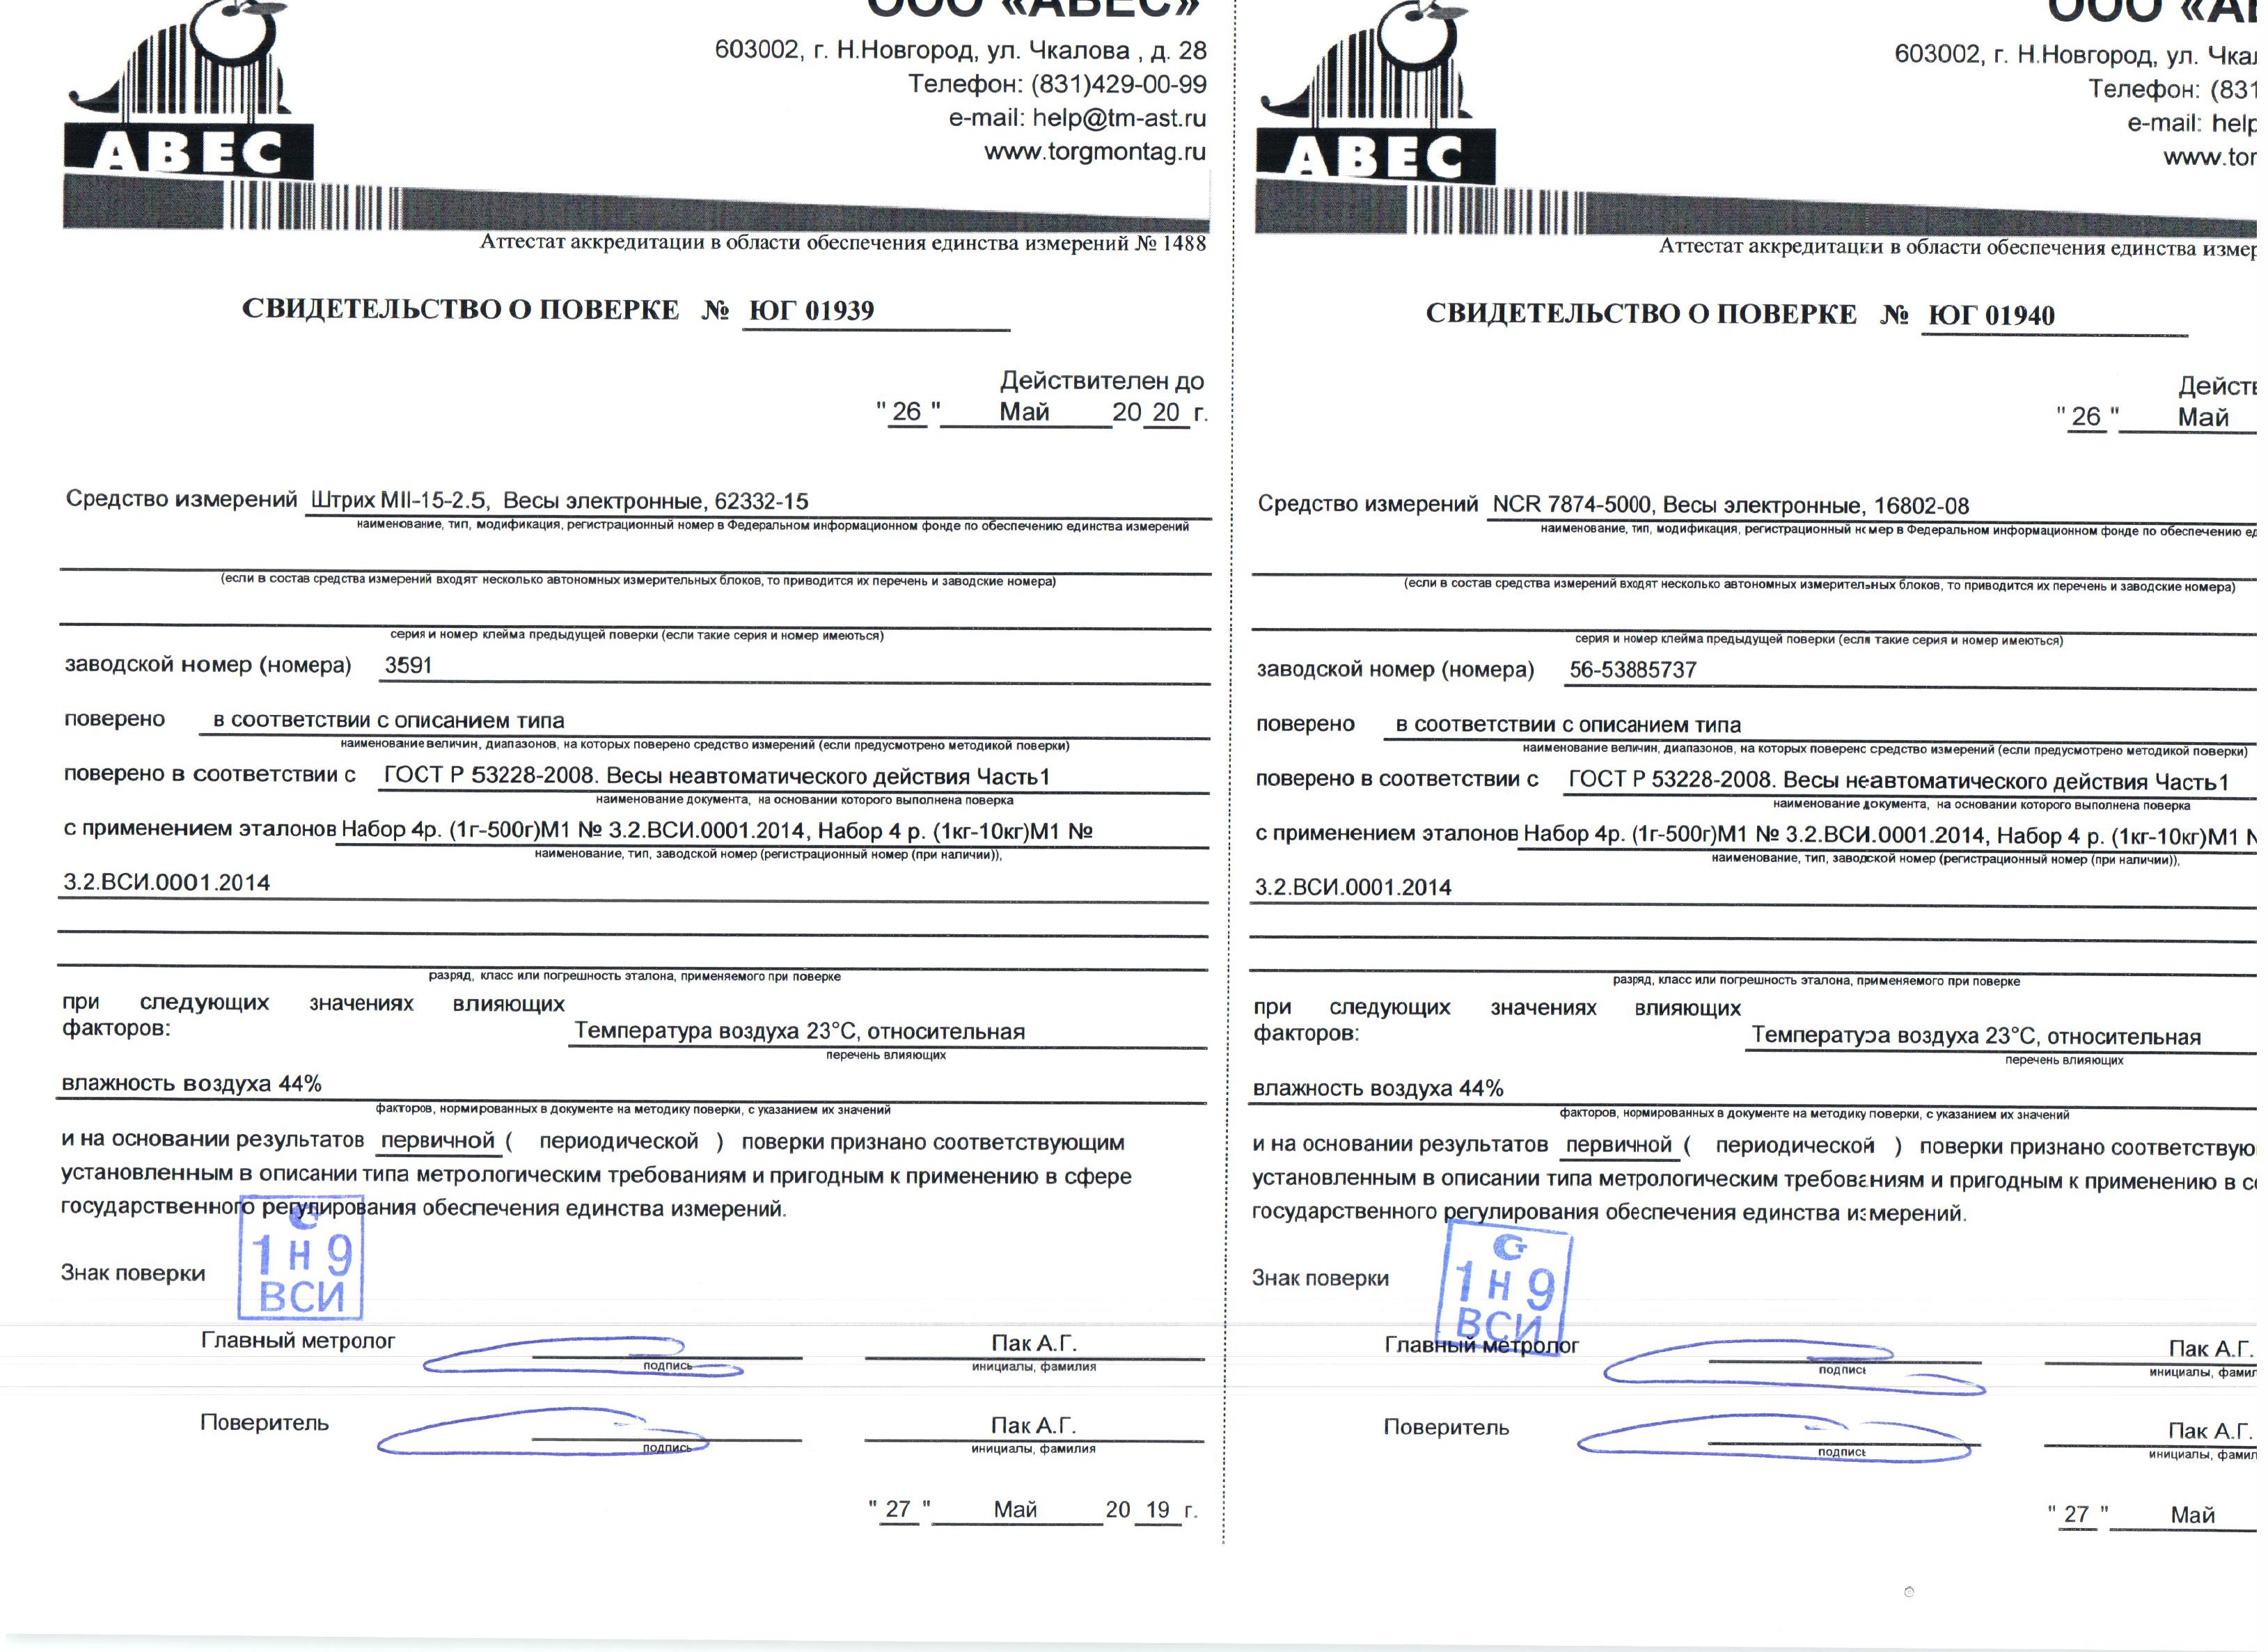 ООО «АВЕС»
603002, г. Н.Новгород, ул. Чкалова , д. 28
Телефон: (831)429-00-99
e-mail: help@tm-ast.ru
www.torgmontag.ru
АВЕС
Аттестат аккредитации в области обеспечения единства измерений № 1488
СВИДЕТЕЛЬСТВО О ПОВЕРКЕ № ЮГ 01939
Действителен до
" 26 " Май 20 20 г.
Средство измерений Штрих МII-15-2.5, Весы электронные, 62332-15
наименование, тип, модификация, регистрационный номер в Федеральном информационном фонде по обеспечению единства измерений
(если в состав средства измерений входят несколько автономных измерительных блоков, то приводится их перечень и заводские номера)
серия и номер клейма предыдущей поверки (если такие серия и номер имеються)
заводской номер (номера) 3591
поверено в соответствии с описанием типа
наименование величин, диапазонов, на которых поверено средство измерений (если предусмотрено методикой поверки)
поверено в соответствии с ГОСТ Р 53228-2008. Весы неавтоматического действия Часть1
наименование документа, на основании которого выполнена поверка
с применением эталонов Набор 4р. (1г-500г)М1 № 3.2.ВСИ.0001.2014, Набор 4 р. (1кг-10кг)М1 №
наименование, тип, заводской номер (регистрационный номер (при наличии)),
3.2.ВСИ.0001.2014
разряд, класс или погрешность эталона, применяемого при поверке
при следующих значениях влияющих
факторов: Температура воздуха 23°С, относительная
перечень влияющих
влажность воздуха 44%
факторов, нормированных в документе на методику поверки, с указанием их значений
и на основании результатов первичной ( периодической ) поверки признано соответствующим
установленным в описании типа метрологическим требованиям и пригодным к применению в сфере
государственного регулирования обеспечения единства измерений.
Знак поверки
1 Н 9
ВСИ
Главный метролог Пак А.Г.
подпись инициалы, фамилия
Поверитель Пак А.Г.
подпись инициалы, фамилия
" 27 " Май 20 19 г.
ООО «АВ
603002, г. Н.Новгород, ул. Чкал
Телефон: (831
e-mail: help
www.tor
АВЕС
Аттестат аккредитации в области обеспечения единства измер
СВИДЕТЕЛЬСТВО О ПОВЕРКЕ № ЮГ 01940
Действ
" 26 " Май
Средство измерений NCR 7874-5000, Весы электронные, 16802-08
наименование, тип, модификация, регистрационный номер в Федеральном информационном фонде по обеспечению ед
(если в состав средства измерений входят несколько автономных измерительных блоков, то приводится их перечень и заводские номера)
серия и номер клейма предыдущей поверки (если такие серия и номер имеються)
заводской номер (номера) 56-53885737
поверено в соответствии с описанием типа
наименование величин, диапазонов, на которых поверено средство измерений (если предусмотрено методикой поверки)
поверено в соответствии с ГОСТ Р 53228-2008. Весы неавтоматического действия Часть1
наименование документа, на основании которого выполнена поверка
с применением эталонов Набор 4р. (1г-500г)М1 № 3.2.ВСИ.0001.2014, Набор 4 р. (1кг-10кг)М1 №
наименование, тип, заводской номер (регистрационный номер (при наличии)),
3.2.ВСИ.0001.2014
разряд, класс или погрешность эталона, применяемого при поверке
при следующих значениях влияющих
факторов: Температура воздуха 23°С, относительная
перечень влияющих
влажность воздуха 44%
факторов, нормированных в документе на методику поверки, с указанием их значений
и на основании результатов первичной ( периодической ) поверки признано соответствую
установленным в описании типа метрологическим требованиям и пригодным к применению в с
государственного регулирования обеспечения единства измерений.
Знак поверки
1 Н 9
ВСИ
Главный метролог Пак А.Г.
подпись инициалы, фамил
Поверитель Пак А.Г.
подпись инициалы, фамил
" 27 " Май